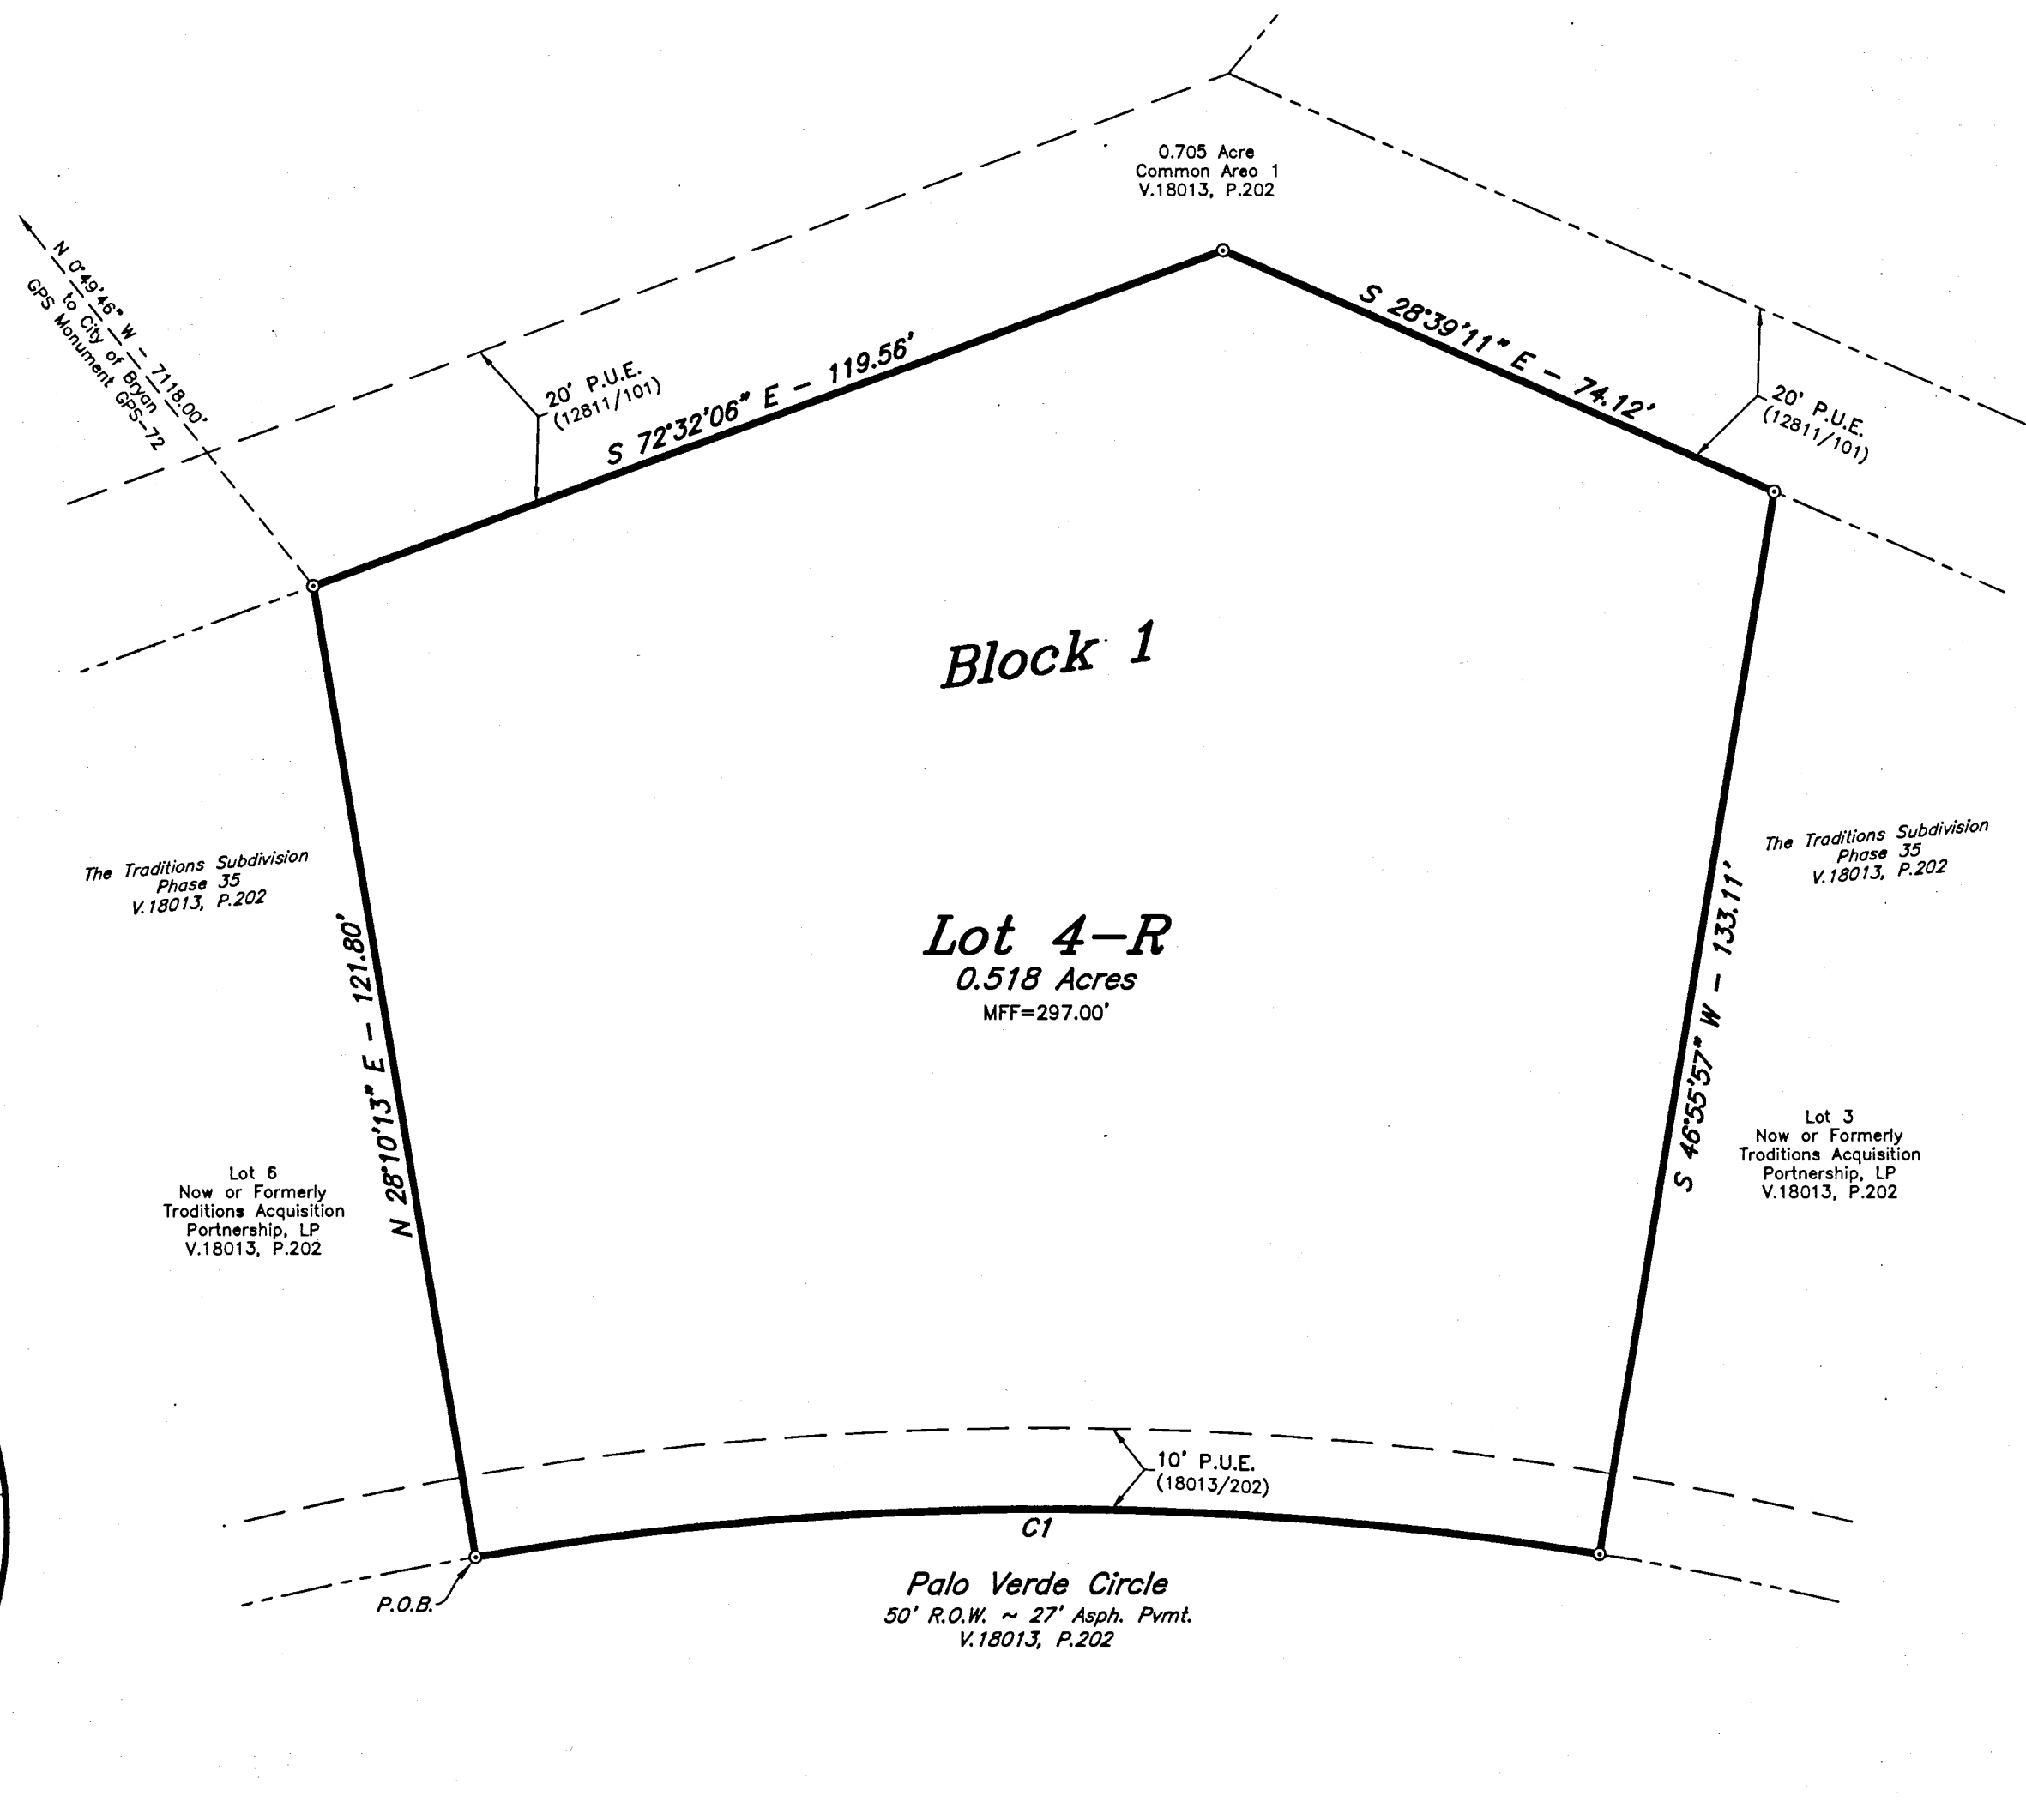 0.705 Acre
Common Areo 1
V.18013, P.202
N 0°49'46" W - 7118.00'
to City of Bryan
GPS Monument GPS-72
20' P.U.E.
(12811/101)
S 72°32'06" E - 119.56'
S 28°39'11" E - 74.12'
20' P.U.E.
(12811/101)
Block 1
The Traditions Subdivision
Phase 35
V.18013, P.202
The Traditions Subdivision
Phase 35
V.18013, P.202
Lot 4-R
0.518 Acres
MFF=297.00'
N 28°10'13" E - 121.80'
S 46°55'57" W - 133.11'
Lot 6
Now or Formerly
Troditions Acquisition
Portnership, LP
V.18013, P.202
Lot 3
Now or Formerly
Troditions Acquisition
Portnership, LP
V.18013, P.202
10' P.U.E.
(18013/202)
C1
P.O.B.
Palo Verde Circle
50' R.O.W. ~ 27' Asph. Pvmt.
V.18013, P.202